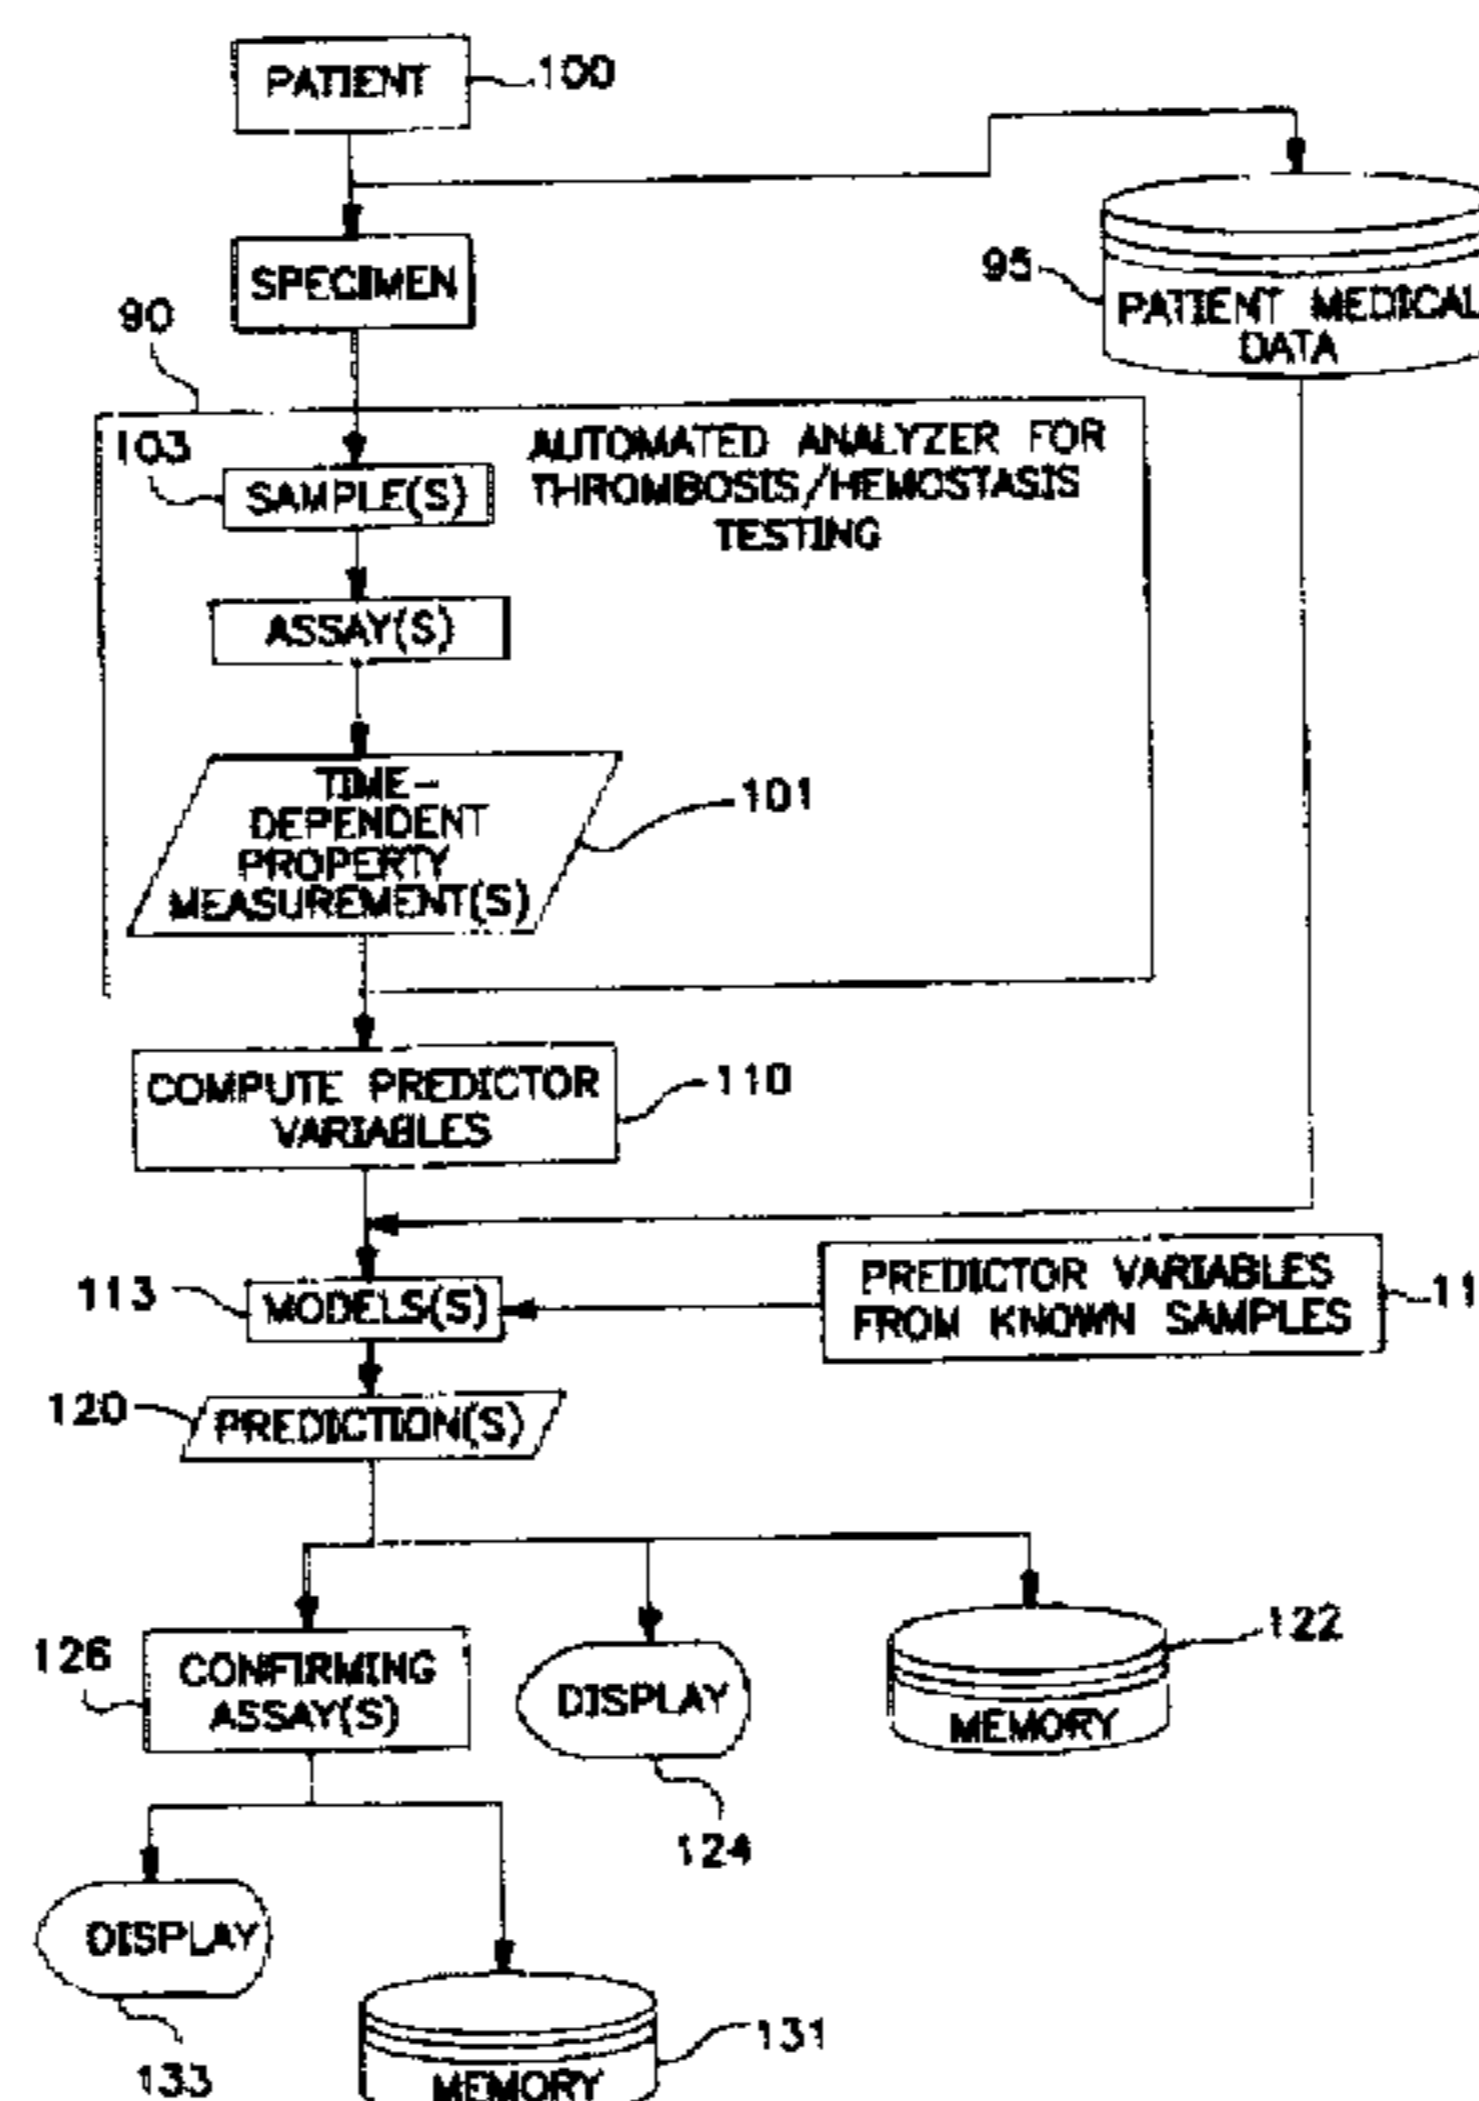 PATIENT
100
SPECIMEN
95
PATIENT MEDICAL
DATA
90
103
AUTOMATED ANALYZER FOR
THROMBOSIS/HEMOSTASIS
TESTING
SAMPLE(S)
ASSAY(S)
TIME-
DEPENDENT
PROPERTY
MEASUREMENT(S)
101
COMPUTE PREDICTOR
VARIABLES
110
113
MODELS(S)
PREDICTOR VARIABLES
FROM KNOWN SAMPLES
11
120
PREDICTION(S)
126
CONFIRMING
ASSAY(S)
DISPLAY
124
122
MEMORY
DISPLAY
133
131
MEMORY